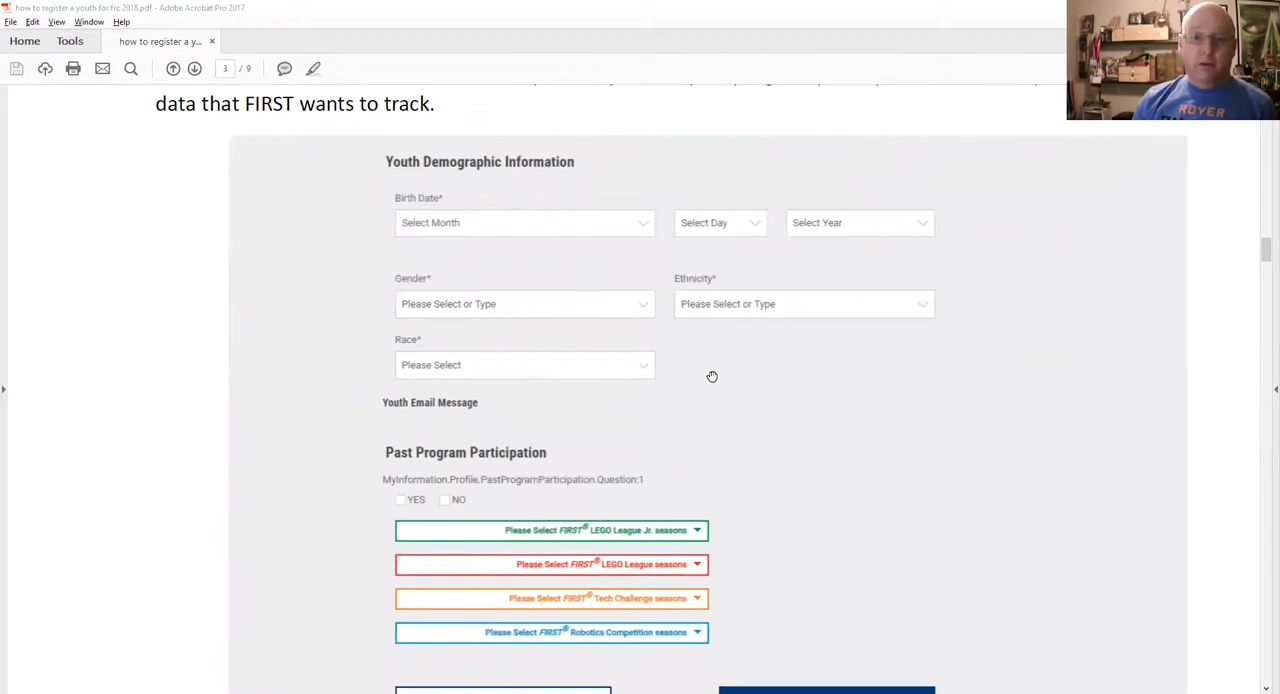 how to register a youth for frc 2018.pdf - Adobe Acrobat Pro 2017
File Edit View Window Help
Home Tools how to register a y... ×
3 / 9
data that FIRST wants to track.
Youth Demographic Information
Birth Date*
Select Month Select Day Select Year
Gender* Ethnicity*
Please Select or Type Please Select or Type
Race*
Please Select
Youth Email Message
Past Program Participation
MyInformation.Profile.PastProgramParticipation.Question:1
YES NO
Please Select FIRST® LEGO League Jr. seasons
Please Select FIRST® LEGO League seasons
Please Select FIRST® Tech Challenge seasons
Please Select FIRST® Robotics Competition seasons
ROYER